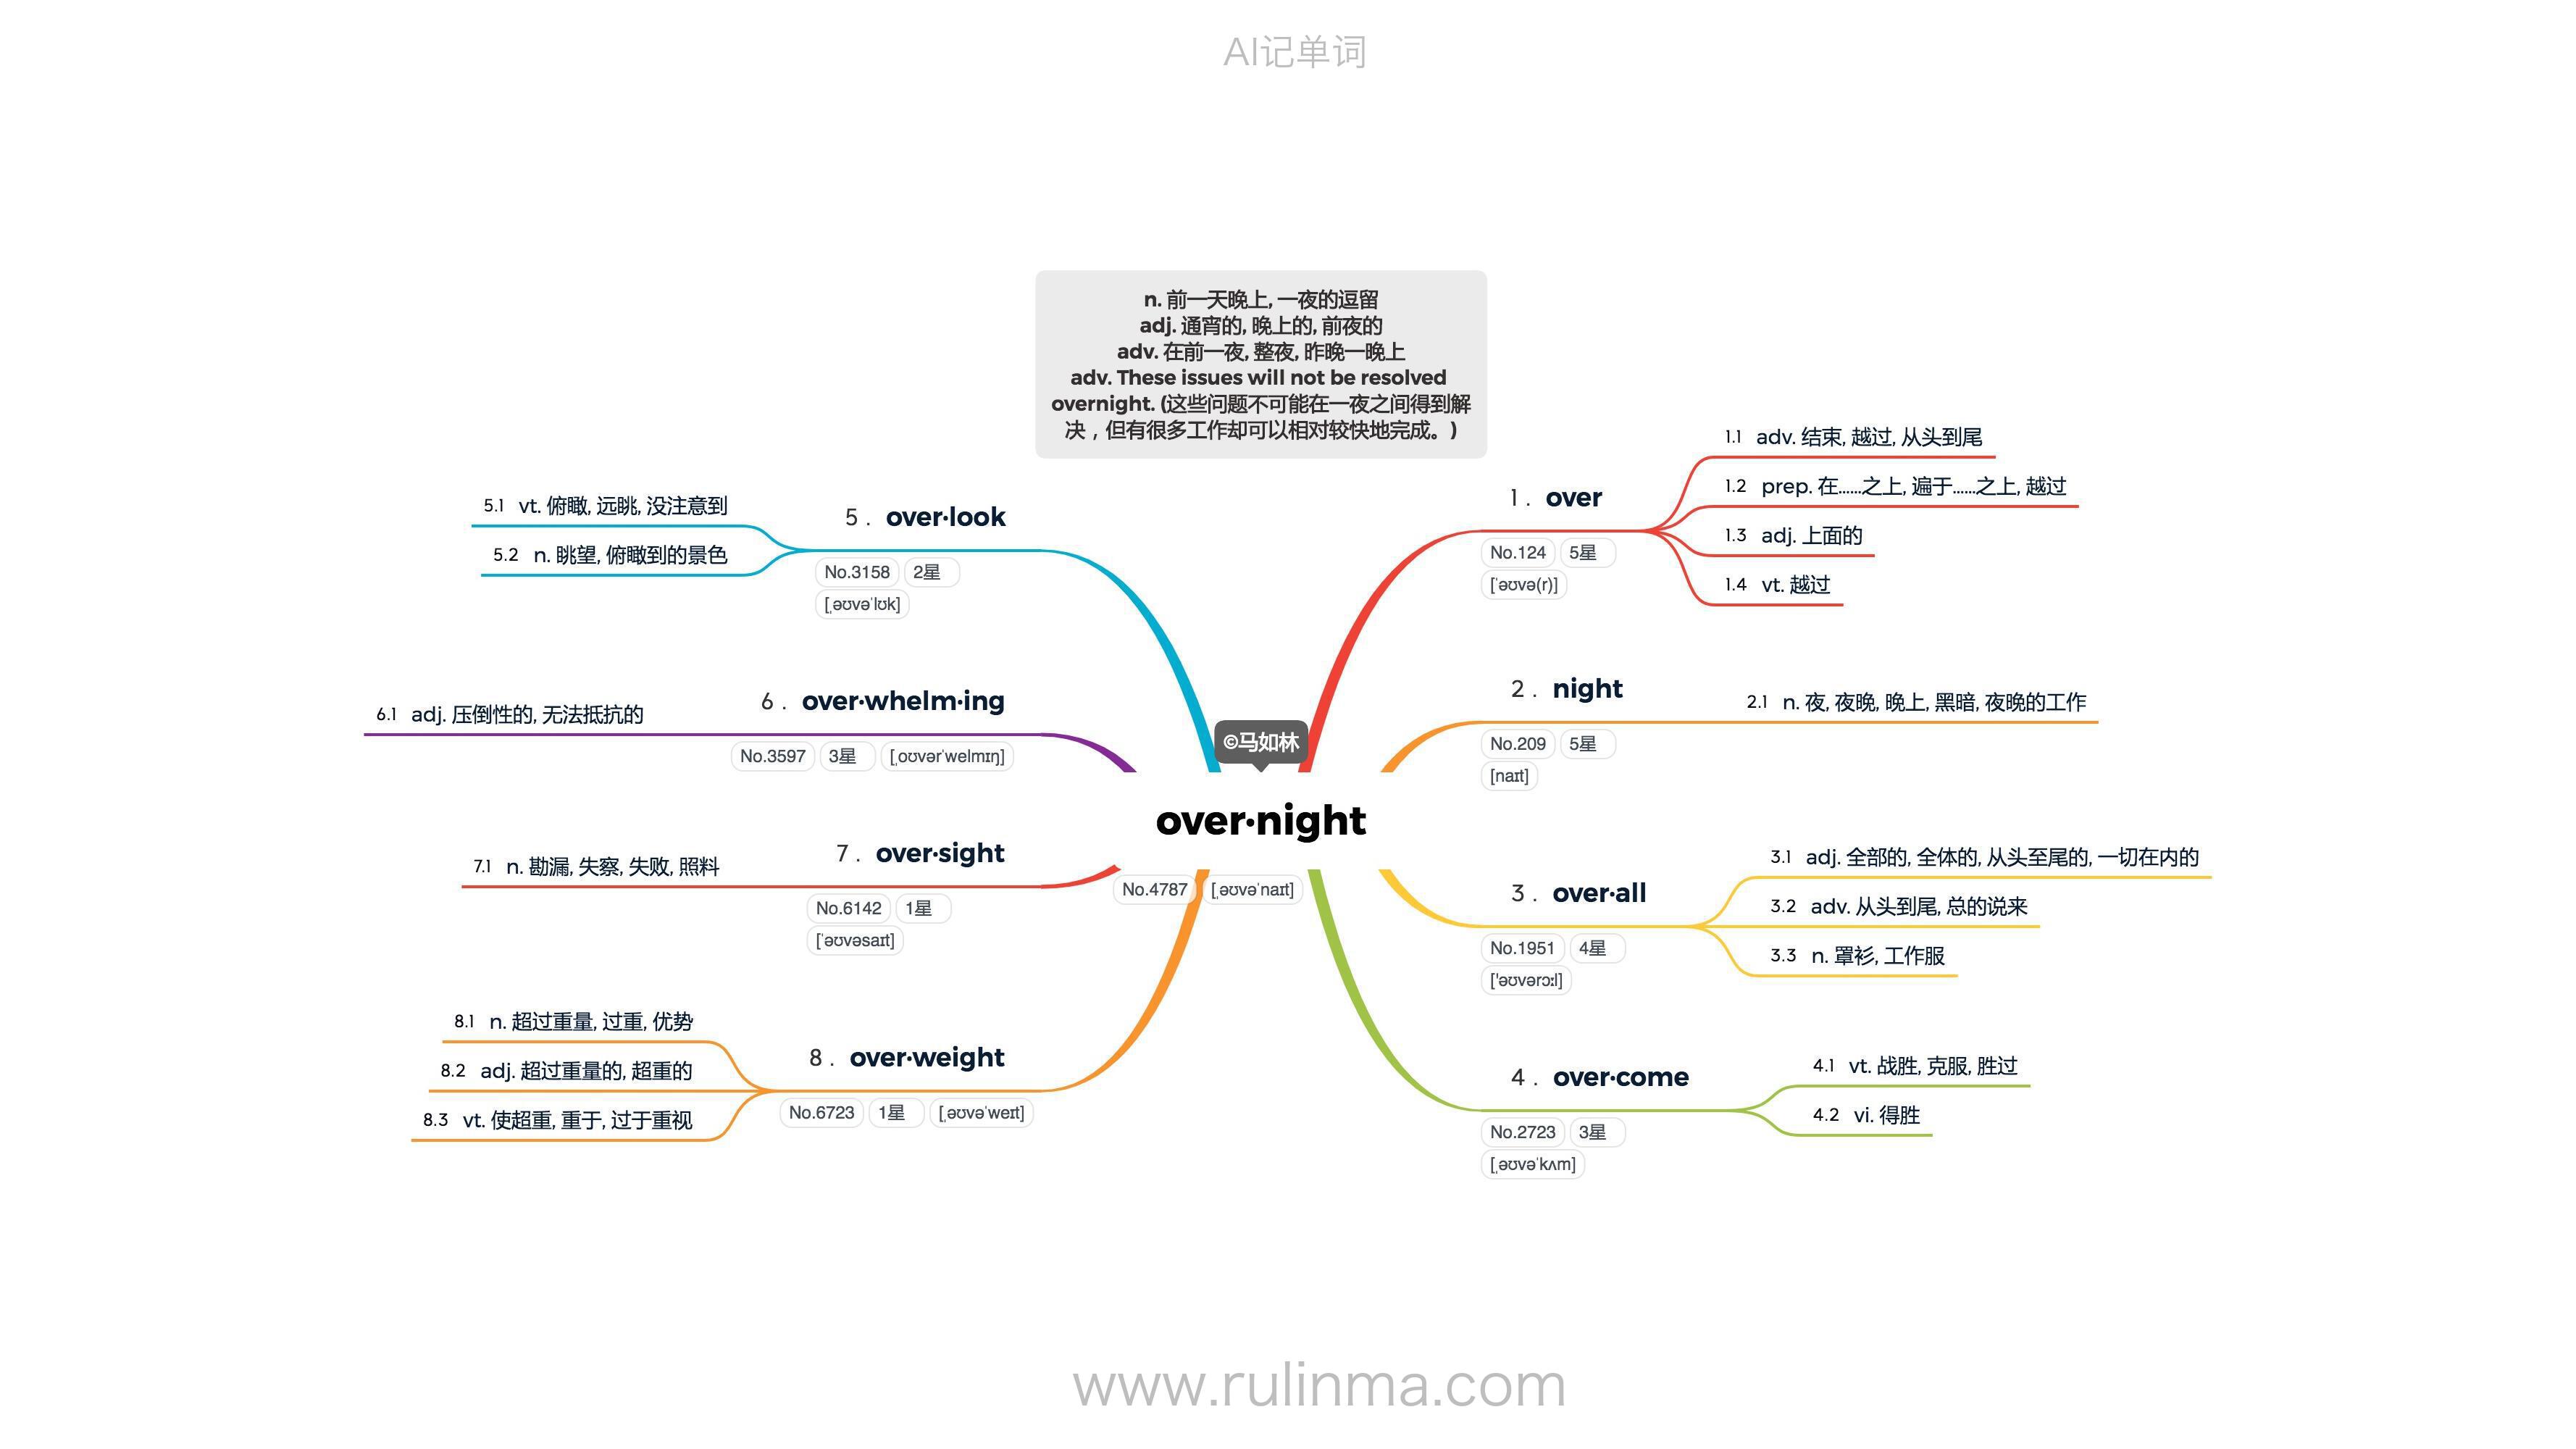 AI记单词
n. 前一天晚上, 一夜的逗留
adj. 通宵的, 晚上的, 前夜的
adv. 在前一夜, 整夜, 昨晚一晚上
adv. These issues will not be resolved
overnight. (这些问题不可能在一夜之间得到解
决，但有很多工作却可以相对较快地完成。)
©马如林
over·night
No.4787 [ˌəʊvəˈnaɪt]
1. over
No.124 5星
[ˈəʊvə(r)]
1.1 adv. 结束, 越过, 从头到尾
1.2 prep. 在……之上, 遍于……之上, 越过
1.3 adj. 上面的
1.4 vt. 越过
2. night
No.209 5星
[naɪt]
2.1 n. 夜, 夜晚, 晚上, 黑暗, 夜晚的工作
3. over·all
No.1951 4星
['əʊvərɔːl]
3.1 adj. 全部的, 全体的, 从头至尾的, 一切在内的
3.2 adv. 从头到尾, 总的说来
3.3 n. 罩衫, 工作服
4. over·come
No.2723 3星
[ˌəʊvəˈkʌm]
4.1 vt. 战胜, 克服, 胜过
4.2 vi. 得胜
5. over·look
No.3158 2星
[ˌəʊvəˈlʊk]
5.1 vt. 俯瞰, 远眺, 没注意到
5.2 n. 眺望, 俯瞰到的景色
6. over·whelm·ing
No.3597 3星 [ˌoʊvərˈwelmɪŋ]
6.1 adj. 压倒性的, 无法抵抗的
7. over·sight
No.6142 1星
[ˈəʊvəsaɪt]
7.1 n. 勘漏, 失察, 失败, 照料
8. over·weight
No.6723 1星 [ˌəʊvəˈweɪt]
8.1 n. 超过重量, 过重, 优势
8.2 adj. 超过重量的, 超重的
8.3 vt. 使超重, 重于, 过于重视
www.rulinma.com